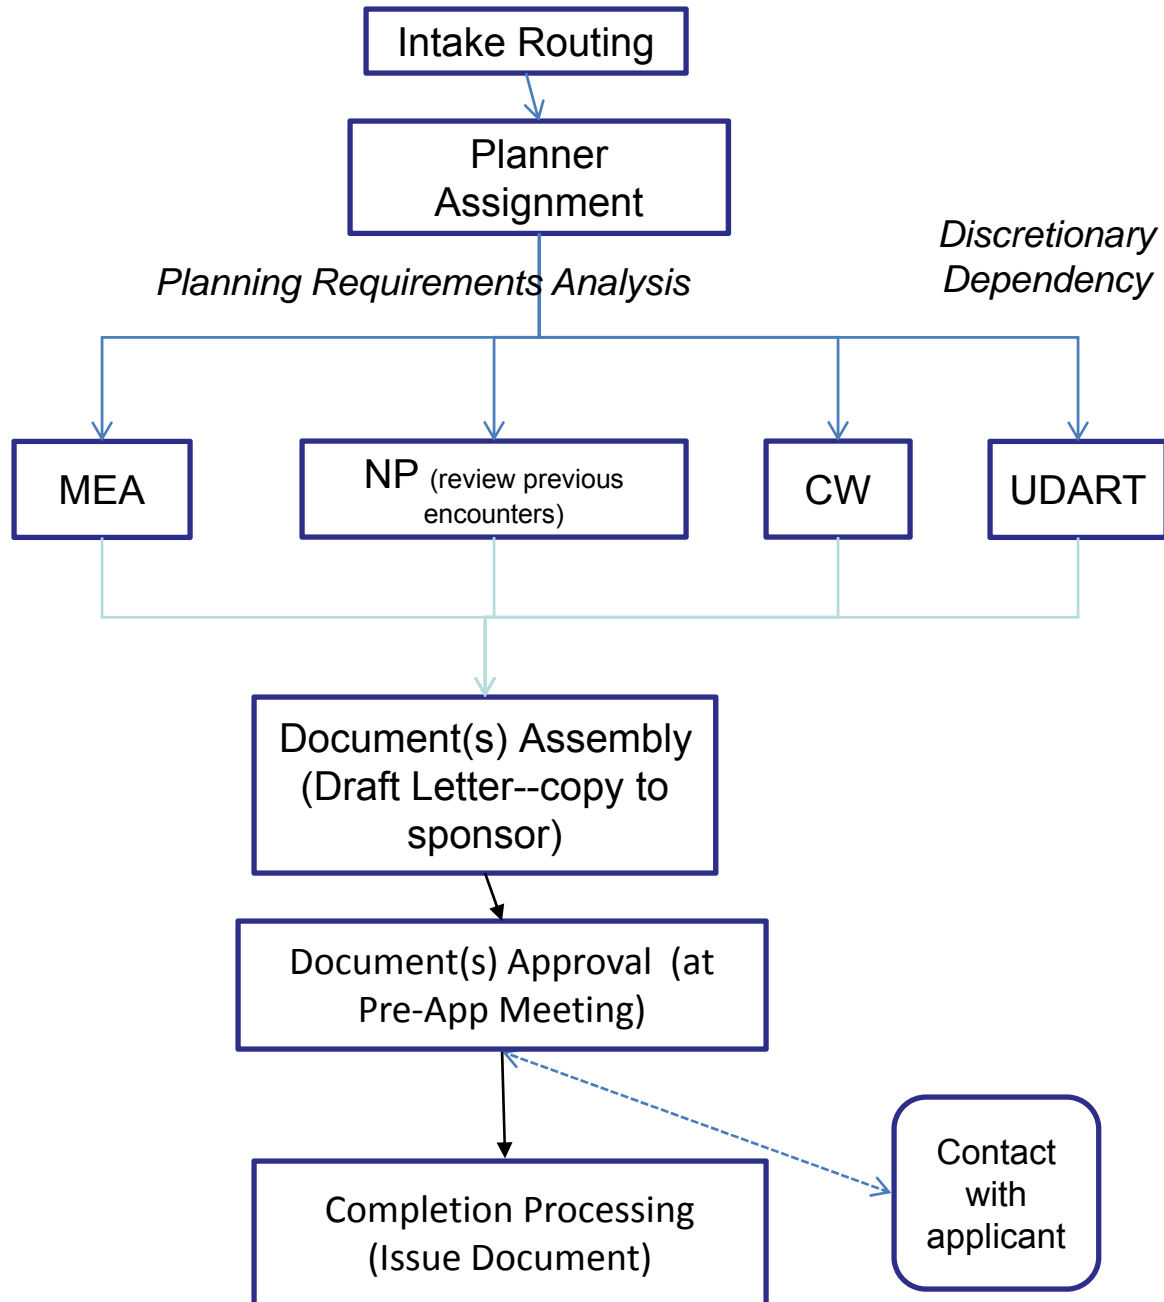 Intake Routing
Planner
Assignment
Discretionary
Dependency
Planning Requirements Analysis
MEA
NP (review previous
encounters)
CW
UDART
Document(s) Assembly
(Draft Letter--copy to
sponsor)
Document(s) Approval  (at
Pre-App Meeting)
Contact
with
applicant
Completion Processing
(Issue Document)